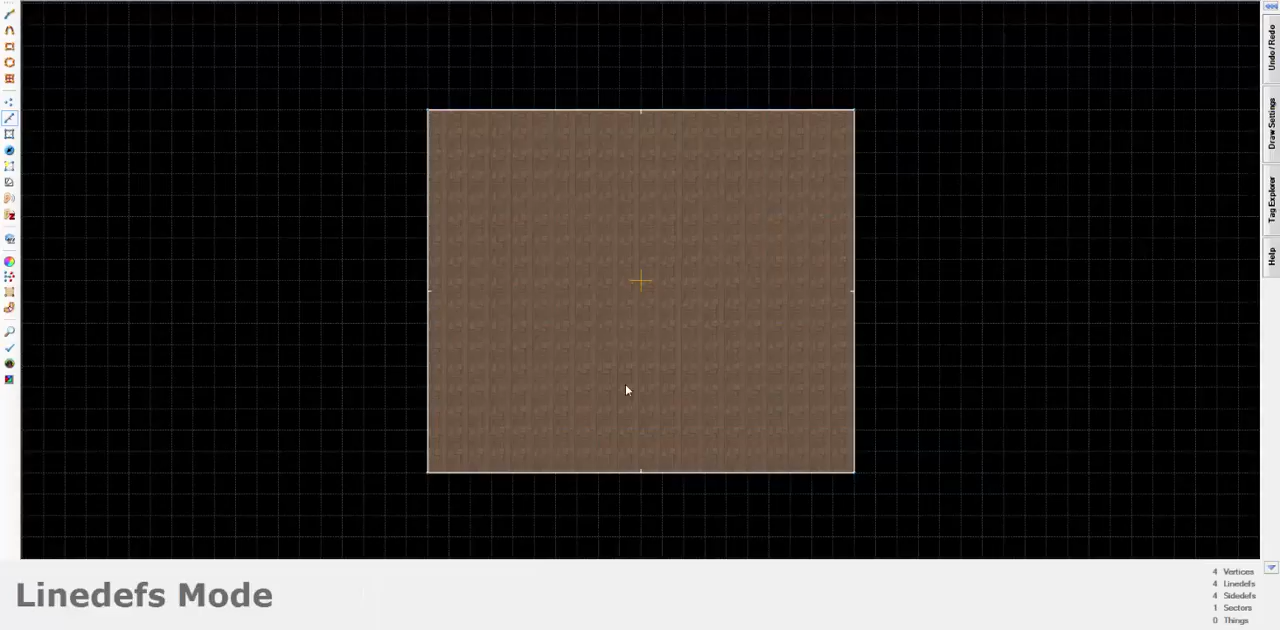 Undo / Redo
Draw Settings
Tag Explorer
Help
Linedefs Mode
4 Vertices
4 Linedefs
4 Sidedefs
1 Sectors
0 Things